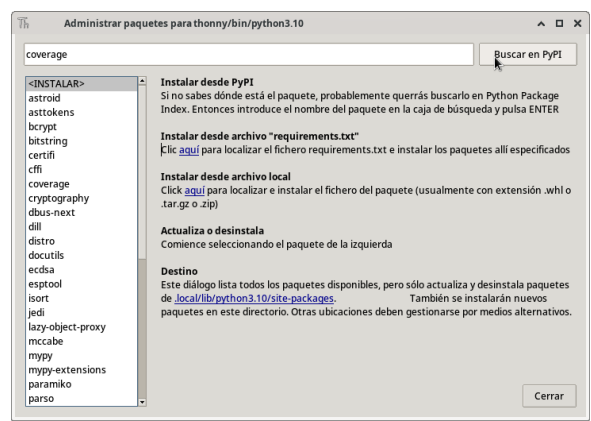 Th Administrar paquetes para thonny/bin/python3.10
coverage
Buscar en PyPI
<INSTALAR>
astroid
asttokens
bcrypt
bitstring
certifi
cffi
coverage
cryptography
dbus-next
dill
distro
docutils
ecdsa
esptool
isort
jedi
lazy-object-proxy
mccabe
mypy
mypy-extensions
paramiko
parso
Instalar desde PyPI
Si no sabes dónde está el paquete, probablemente querrás buscarlo en Python Package
Index. Entonces introduce el nombre del paquete en la caja de búsqueda y pulsa ENTER
Instalar desde archivo "requirements.txt"
Clic aquí para localizar el fichero requirements.txt e instalar los paquetes allí especificados
Instalar desde archivo local
Click aquí para localizar e instalar el fichero del paquete (usualmente con extensión .whl o
.tar.gz o .zip)
Actualiza o desinstala
Comience seleccionando el paquete de la izquierda
Destino
Este diálogo lista todos los paquetes disponibles, pero sólo actualiza y desinstala paquetes
de .local/lib/python3.10/site-packages. También se instalarán nuevos
paquetes en este directorio. Otras ubicaciones deben gestionarse por medios alternativos.
Cerrar